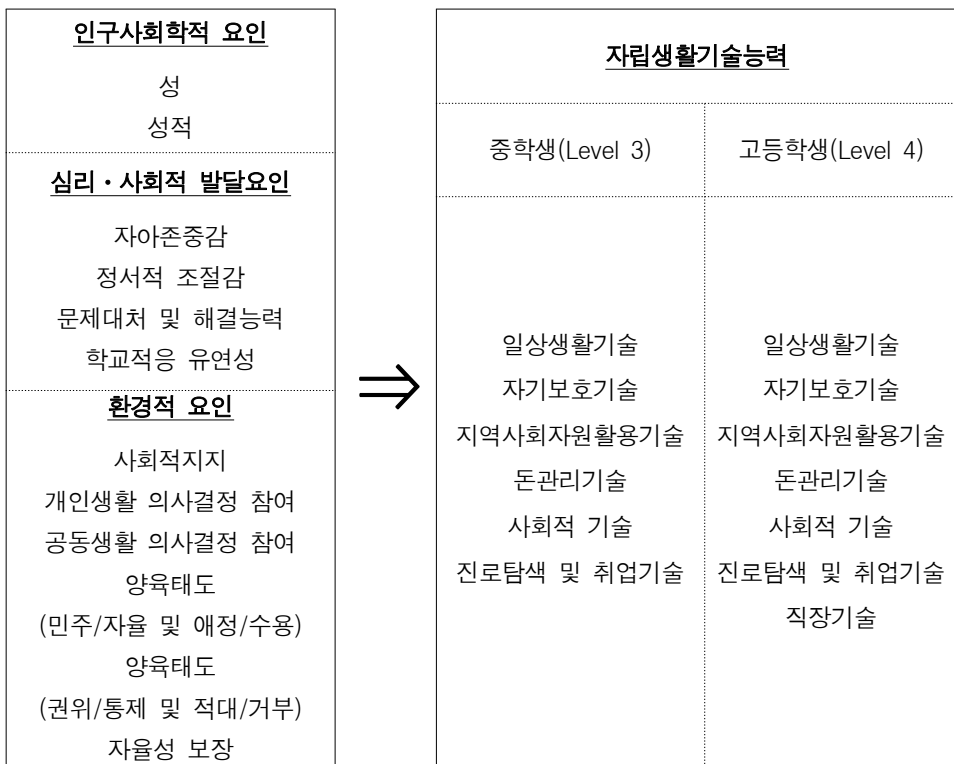 인구사회학적 요인
성
성적
심리・사회적 발달요인
자아존중감
정서적 조절감
문제대처 및 해결능력
학교적응 유연성
환경적 요인
사회적지지
개인생활 의사결정 참여
공동생활 의사결정 참여
양육태도
(민주/자율 및 애정/수용)
양육태도
(권위/통제 및 적대/거부)
자율성 보장
⇒
자립생활기술능력
중학생(Level 3)
일상생활기술
자기보호기술
지역사회자원활용기술
돈관리기술
사회적 기술
진로탐색 및 취업기술
고등학생(Level 4)
일상생활기술
자기보호기술
지역사회자원활용기술
돈관리기술
사회적 기술
진로탐색 및 취업기술
직장기술